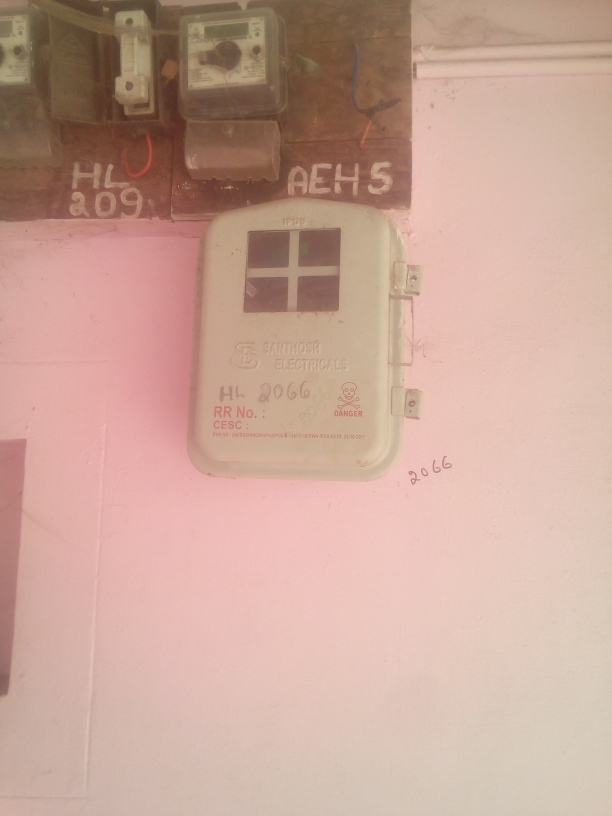 HL
209
AEH5
SANTHOSH
ELECTRICALS
HL 2066
RR No. :
DANGER
CESC :
2066